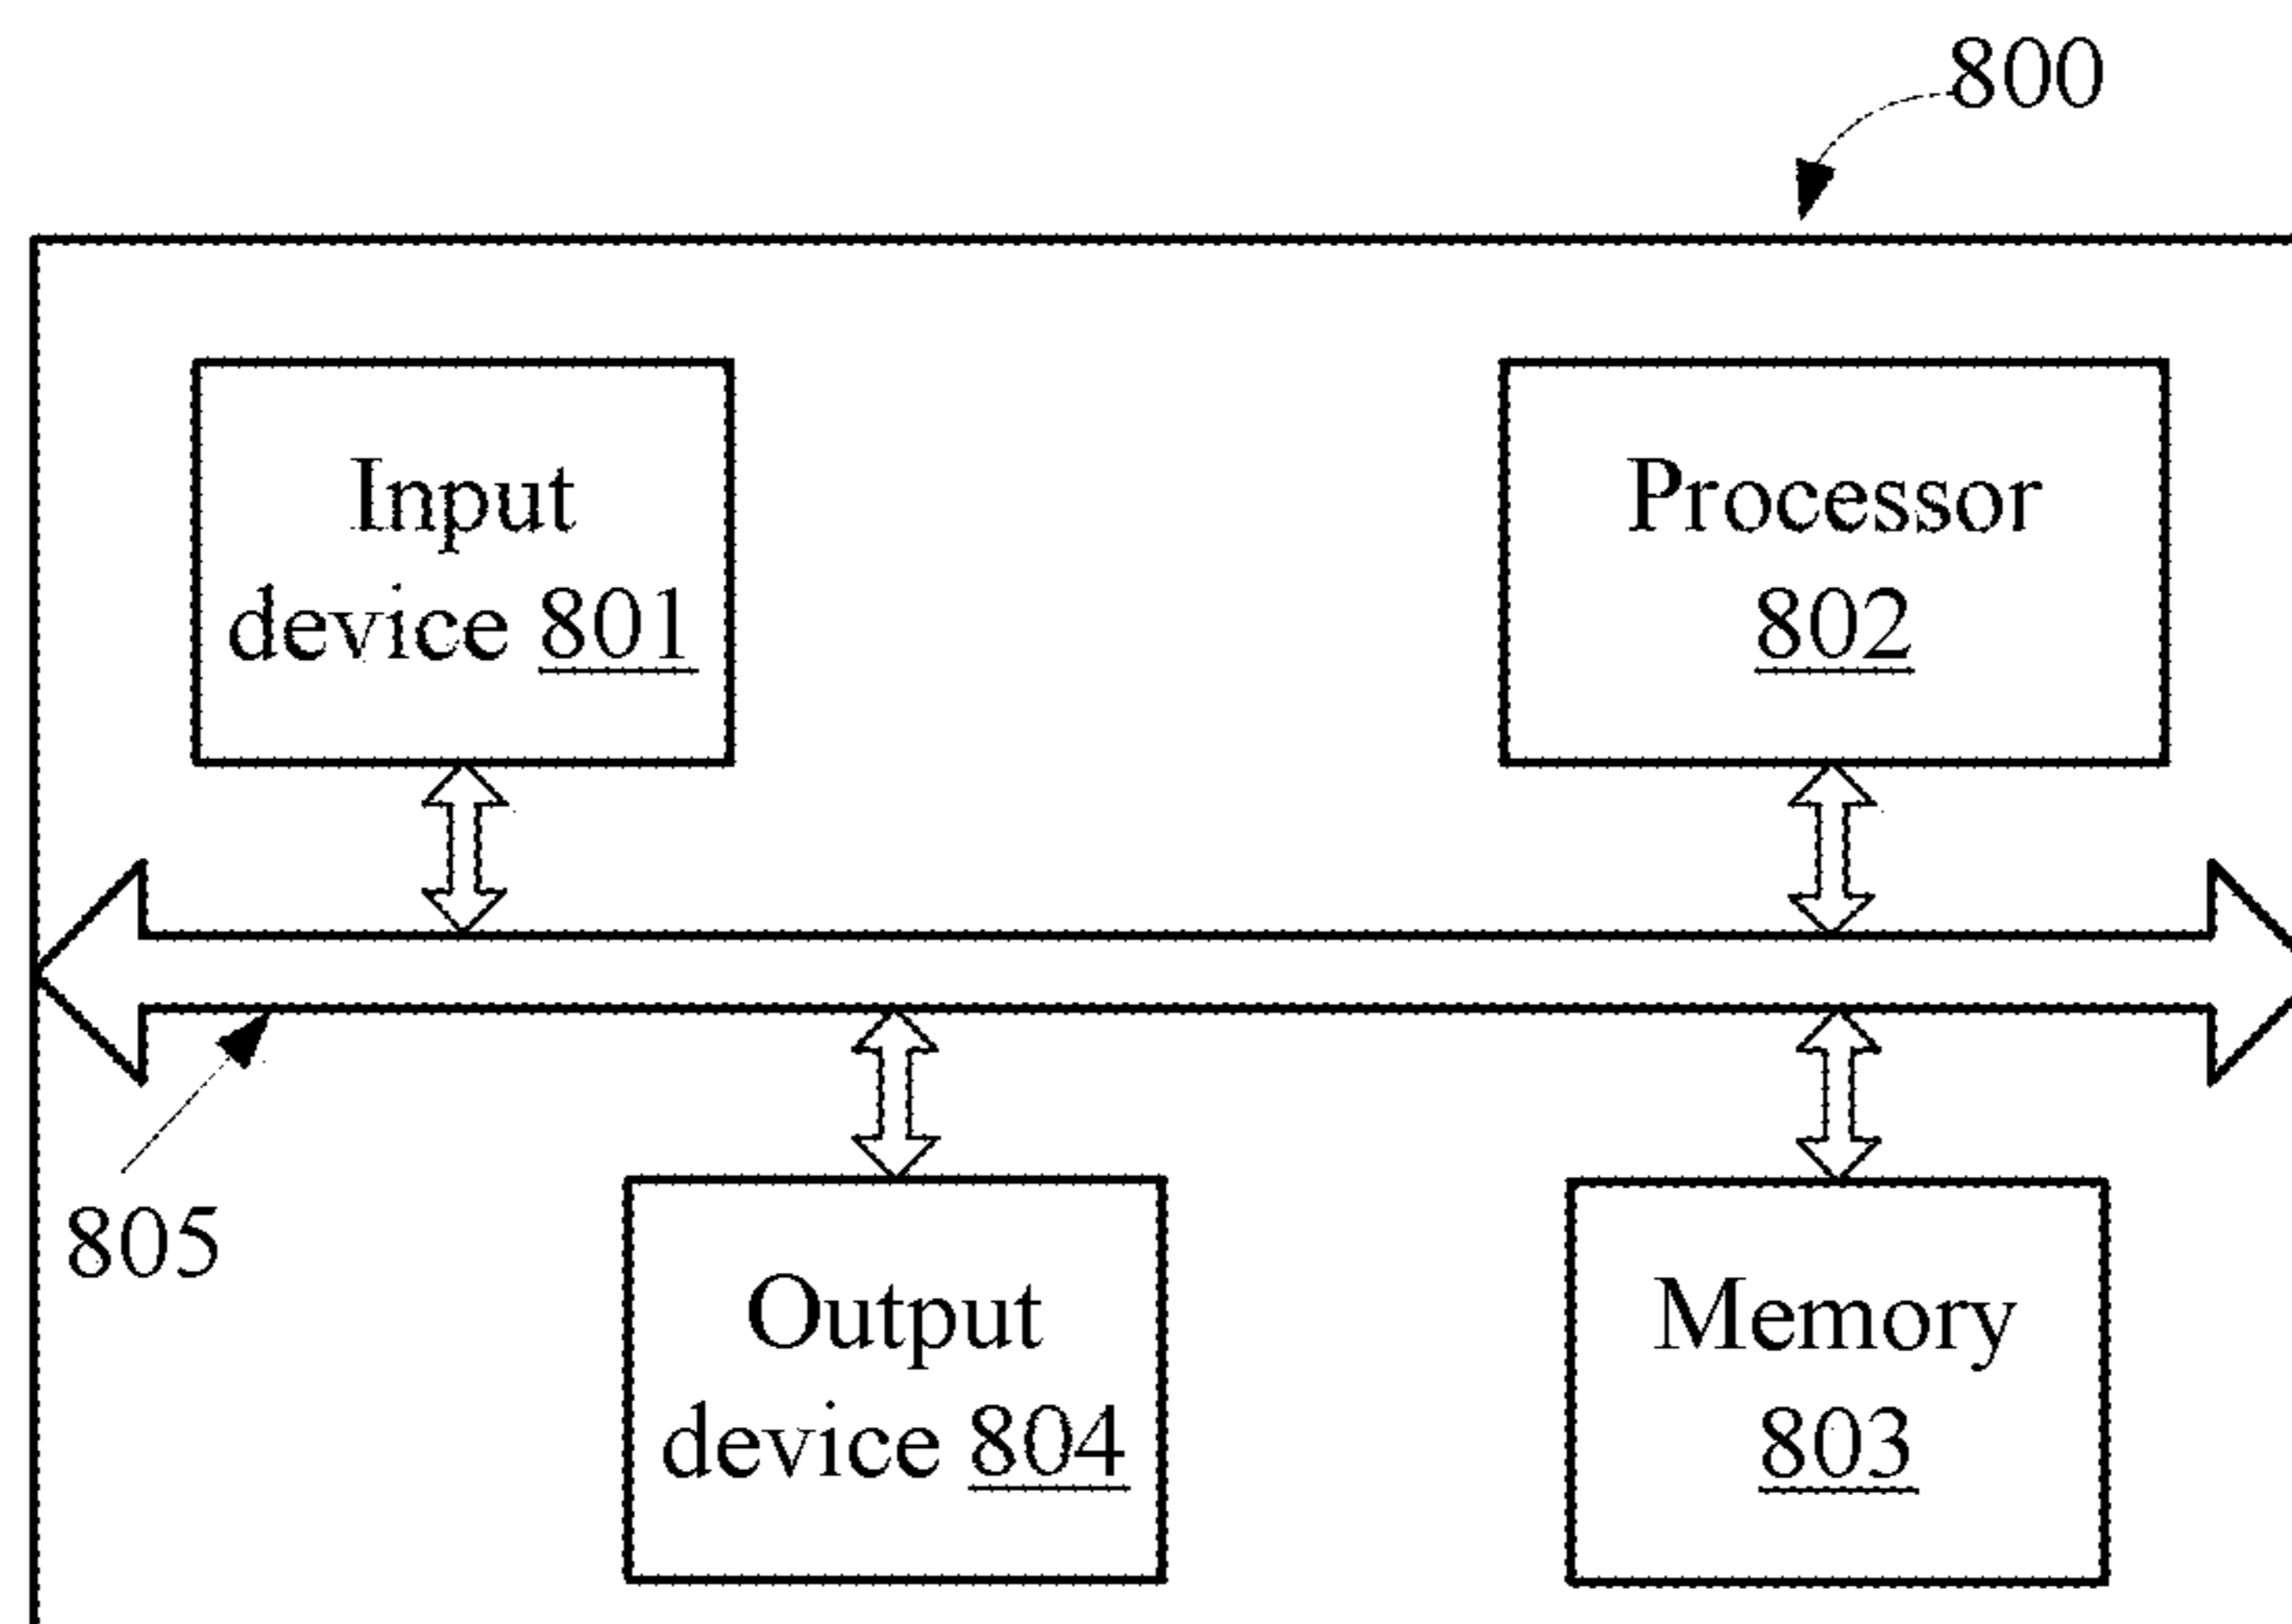 800
Input
device 801
Processor
802
805
Output
device 804
Memory
803